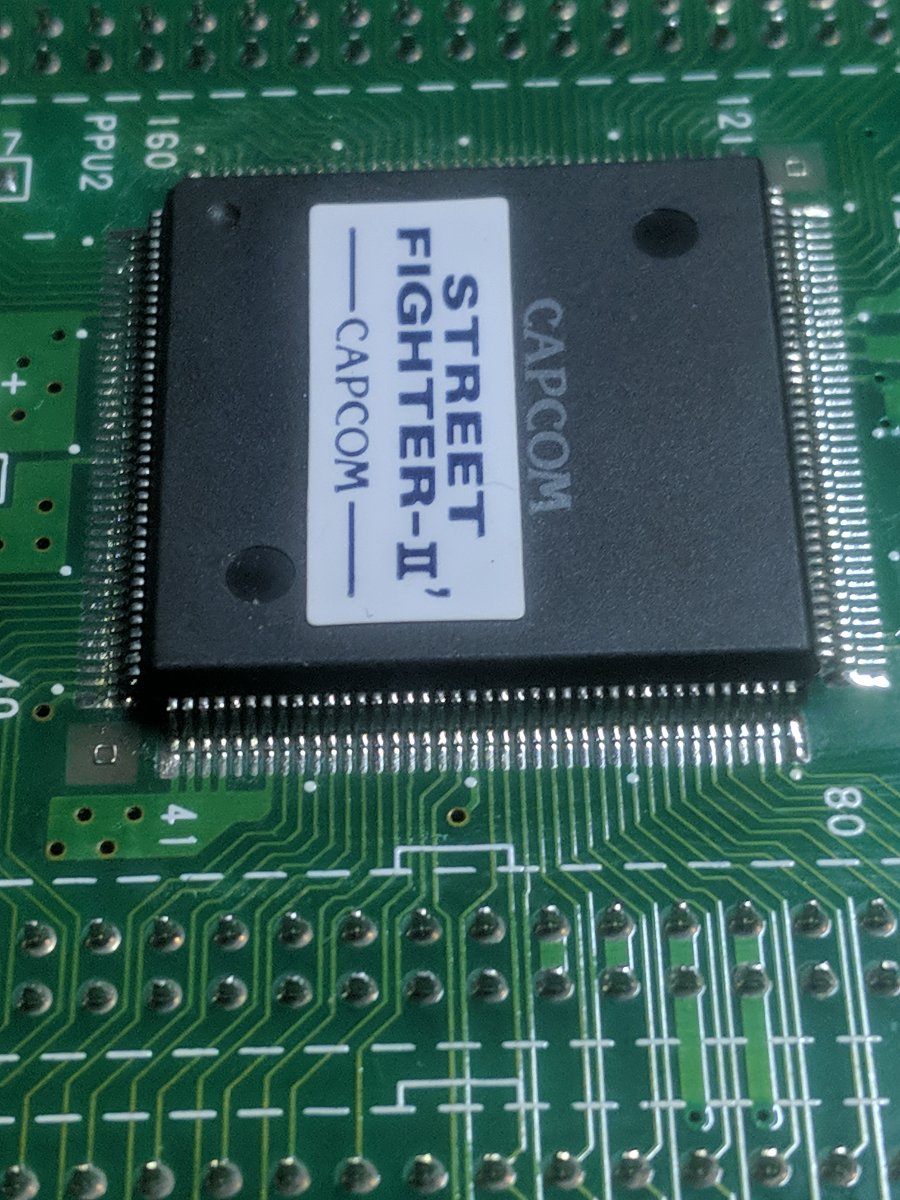 PPU2
160
121
CAPCOM
STREET
FIGHTER-II'
CAPCOM
41
80